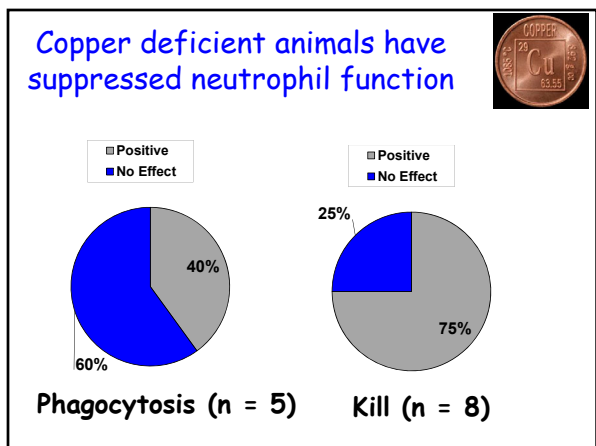 Copper deficient animals have
suppressed neutrophil function
COPPER
29
Cu
63.55
Positive
No Effect
40%
60%
Phagocytosis (n = 5)
Positive
No Effect
25%
75%
Kill (n = 8)